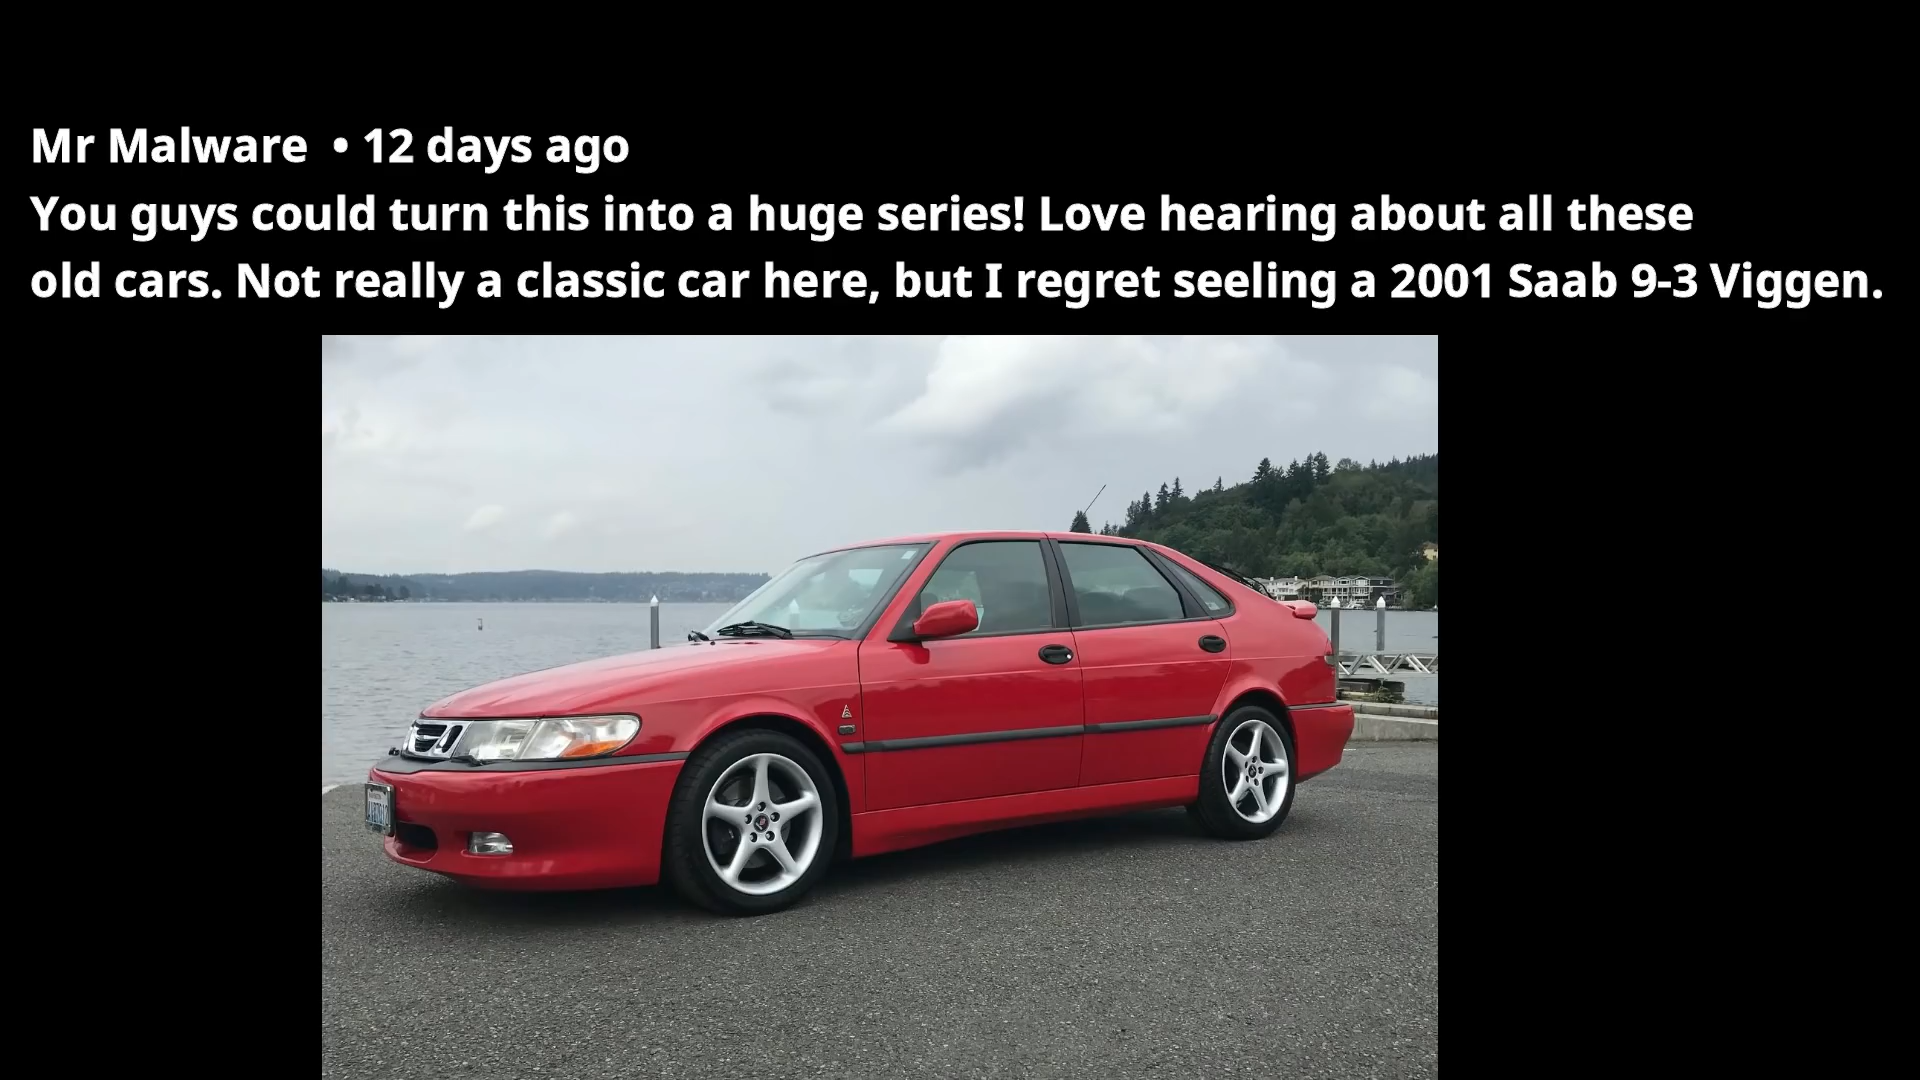 Mr Malware • 12 days ago
You guys could turn this into a huge series! Love hearing about all these
old cars. Not really a classic car here, but I regret seeling a 2001 Saab 9-3 Viggen.